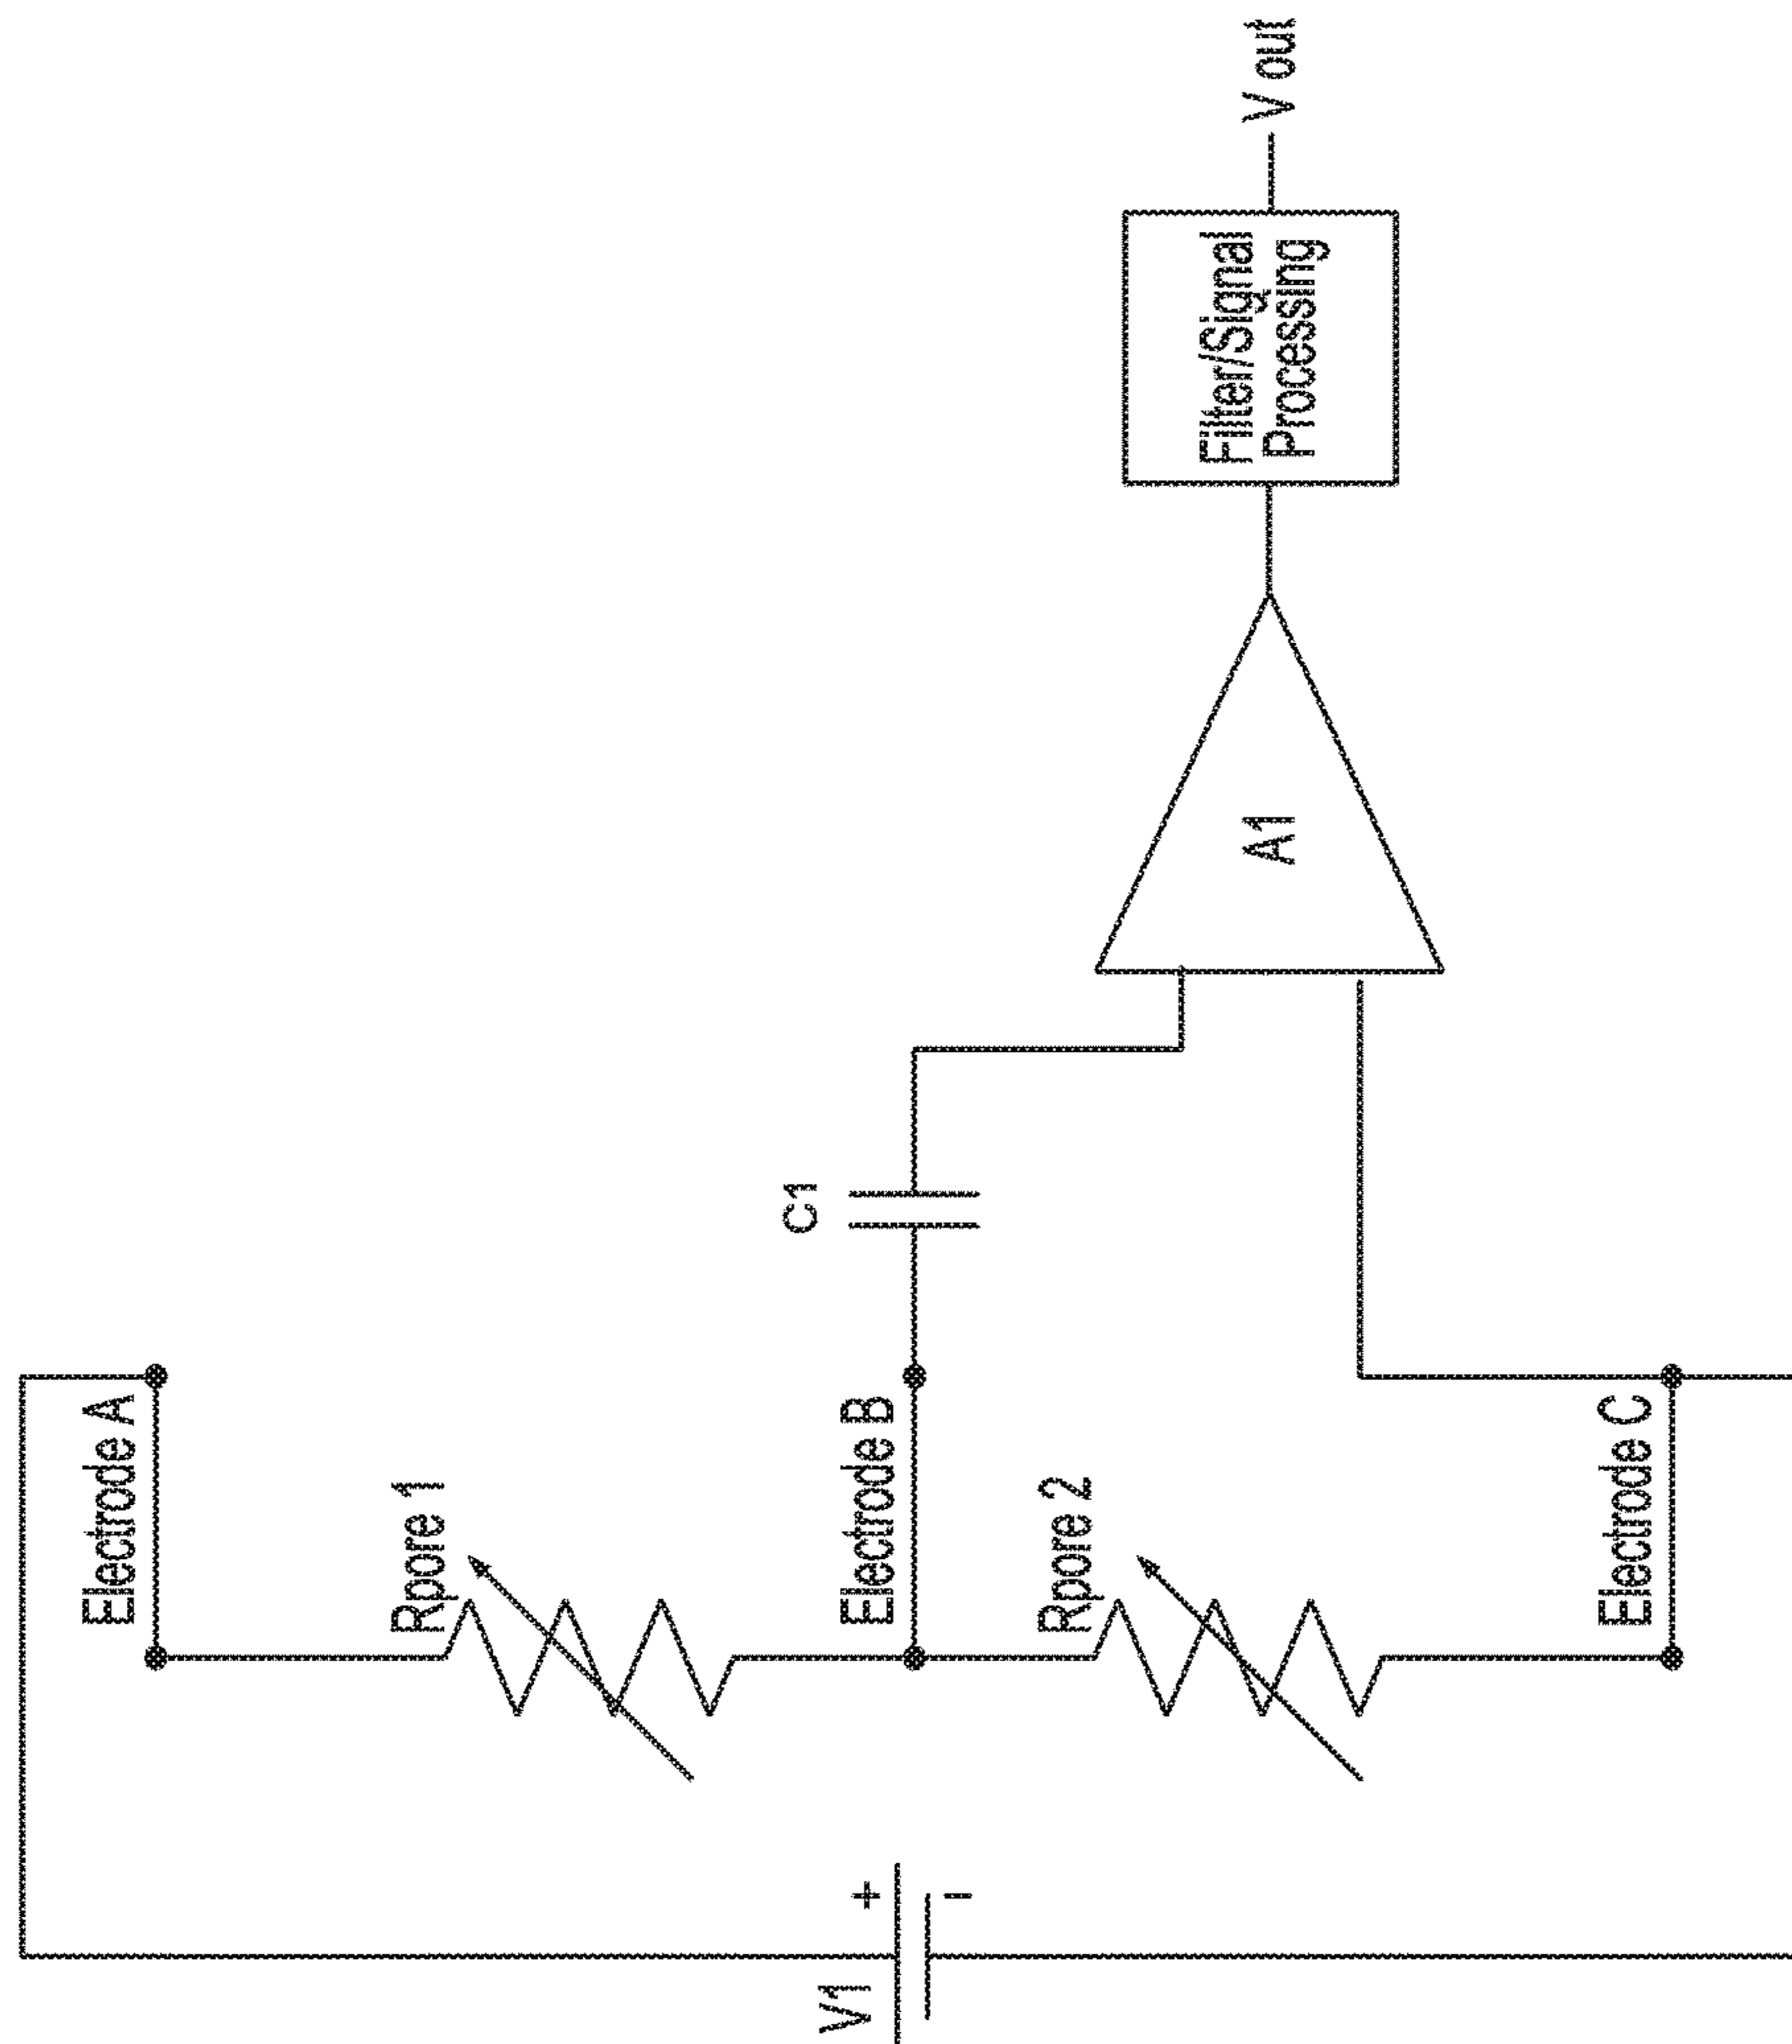 Electrode A
Rpore 1
V1
+
-
Electrode B
C1
Rpore 2
Electrode C
A1
Filter/Signal
Processing
V out